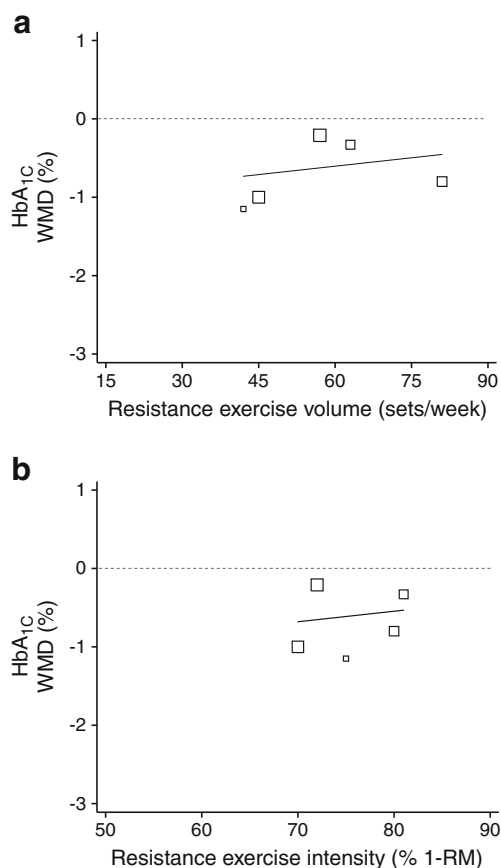 a
1
0
-1
-2
-3
HbA1C
WMD (%)
15 30 45 60 75 90
Resistance exercise volume (sets/week)
b
1
0
-1
-2
-3
HbA1C
WMD (%)
50 60 70 80 90
Resistance exercise intensity (% 1-RM)